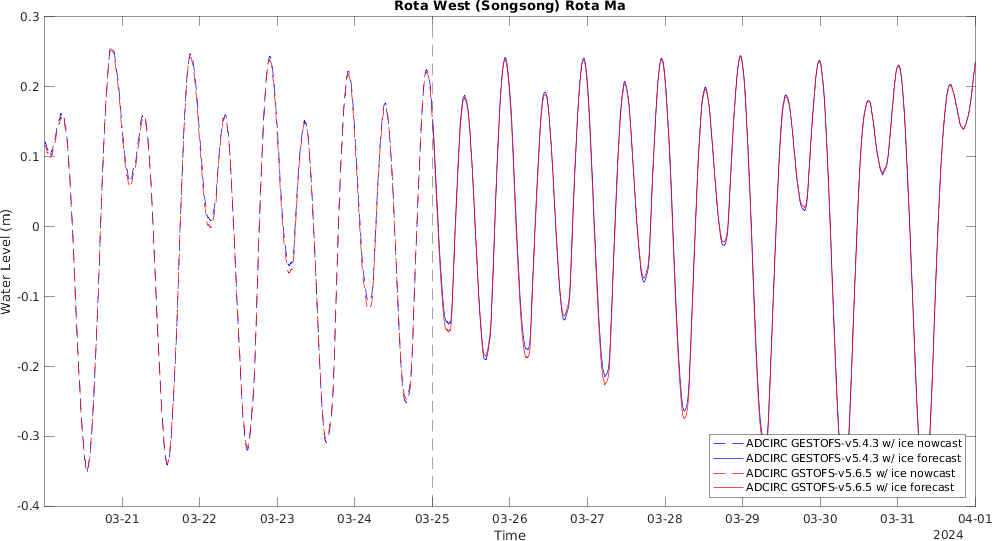 Rota West (Songsong) Rota Ma
Water Level (m)
0.3
0.2
0.1
0
-0.1
-0.2
-0.3
-0.4
ADCIRC GESTOFS-v5.4.3 w/ ice nowcast
ADCIRC GESTOFS-v5.4.3 w/ ice forecast
ADCIRC GSTOFS-v5.6.5 w/ ice nowcast
ADCIRC GSTOFS-v5.6.5 w/ ice forecast
03-21 03-22 03-23 03-24 03-25 03-26 03-27 03-28 03-29 03-30 03-31 04-01
Time
2024